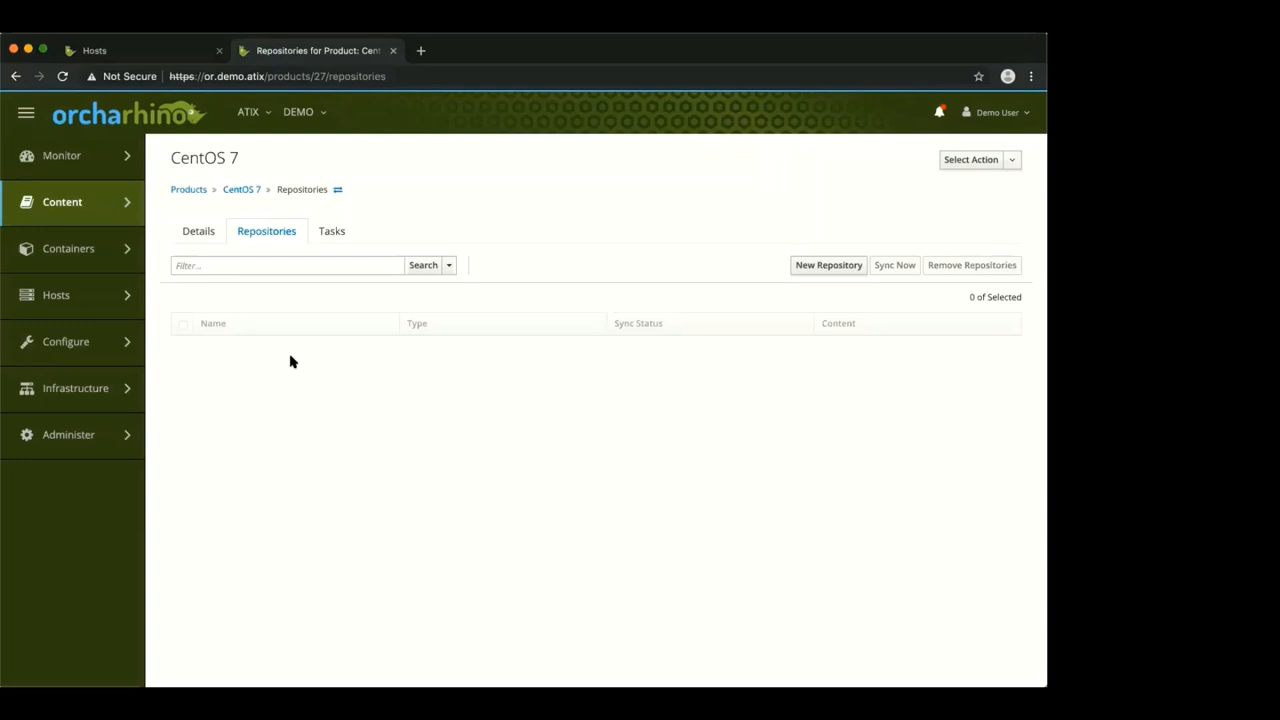 Hosts
Repositories for Product: Cent
Not Secure https://or.demo.atix/products/27/repositories
orcharhino ATIX DEMO Demo User
Monitor
Content
Containers
Hosts
Configure
Infrastructure
Administer
CentOS 7
Select Action
Products » CentOS 7 » Repositories
Details Repositories Tasks
Filter... Search New Repository Sync Now Remove Repositories
0 of Selected
Name Type Sync Status Content